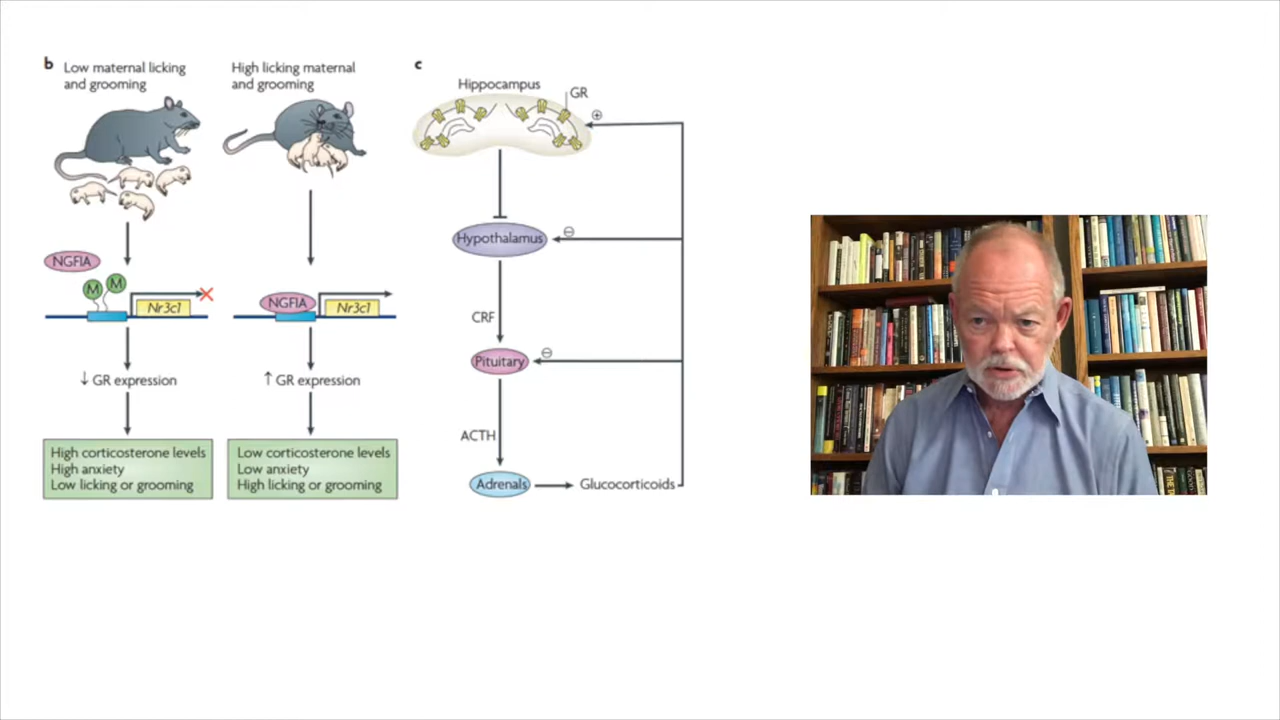 b
Low maternal licking
and grooming
High licking maternal
and grooming
NGFIA
M
M
Nr3c1
↓ GR expression
High corticosterone levels
High anxiety
Low licking or grooming
NGFIA
Nr3c1
↑ GR expression
Low corticosterone levels
Low anxiety
High licking or grooming
c
Hippocampus
GR
Hypothalamus
CRF
Pituitary
ACTH
Adrenals
Glucocorticoids